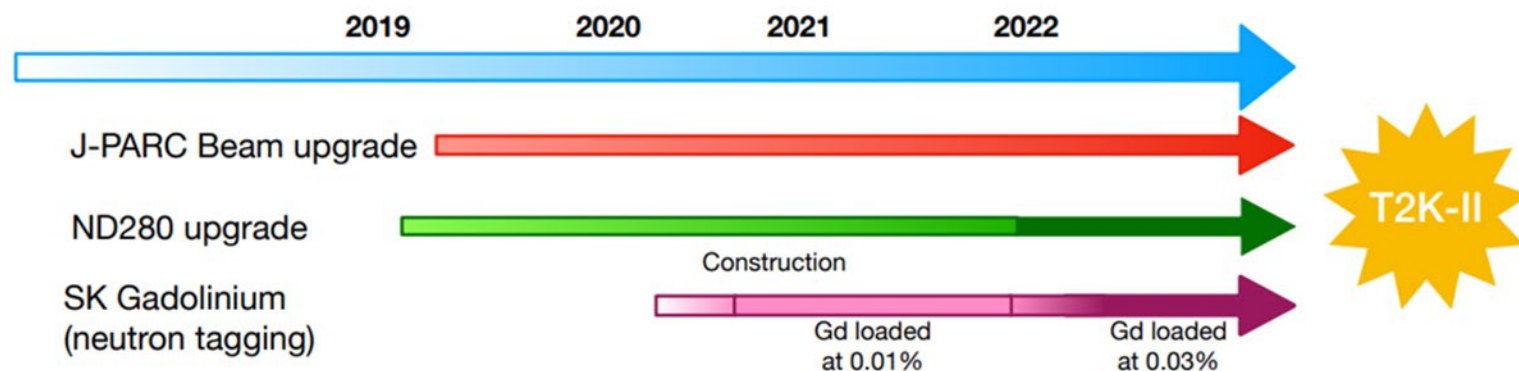 2019 2020 2021 2022
J-PARC Beam upgrade
ND280 upgrade
Construction
SK Gadolinium
(neutron tagging)
Gd loaded
at 0.01%
Gd loaded
at 0.03%
T2K-II